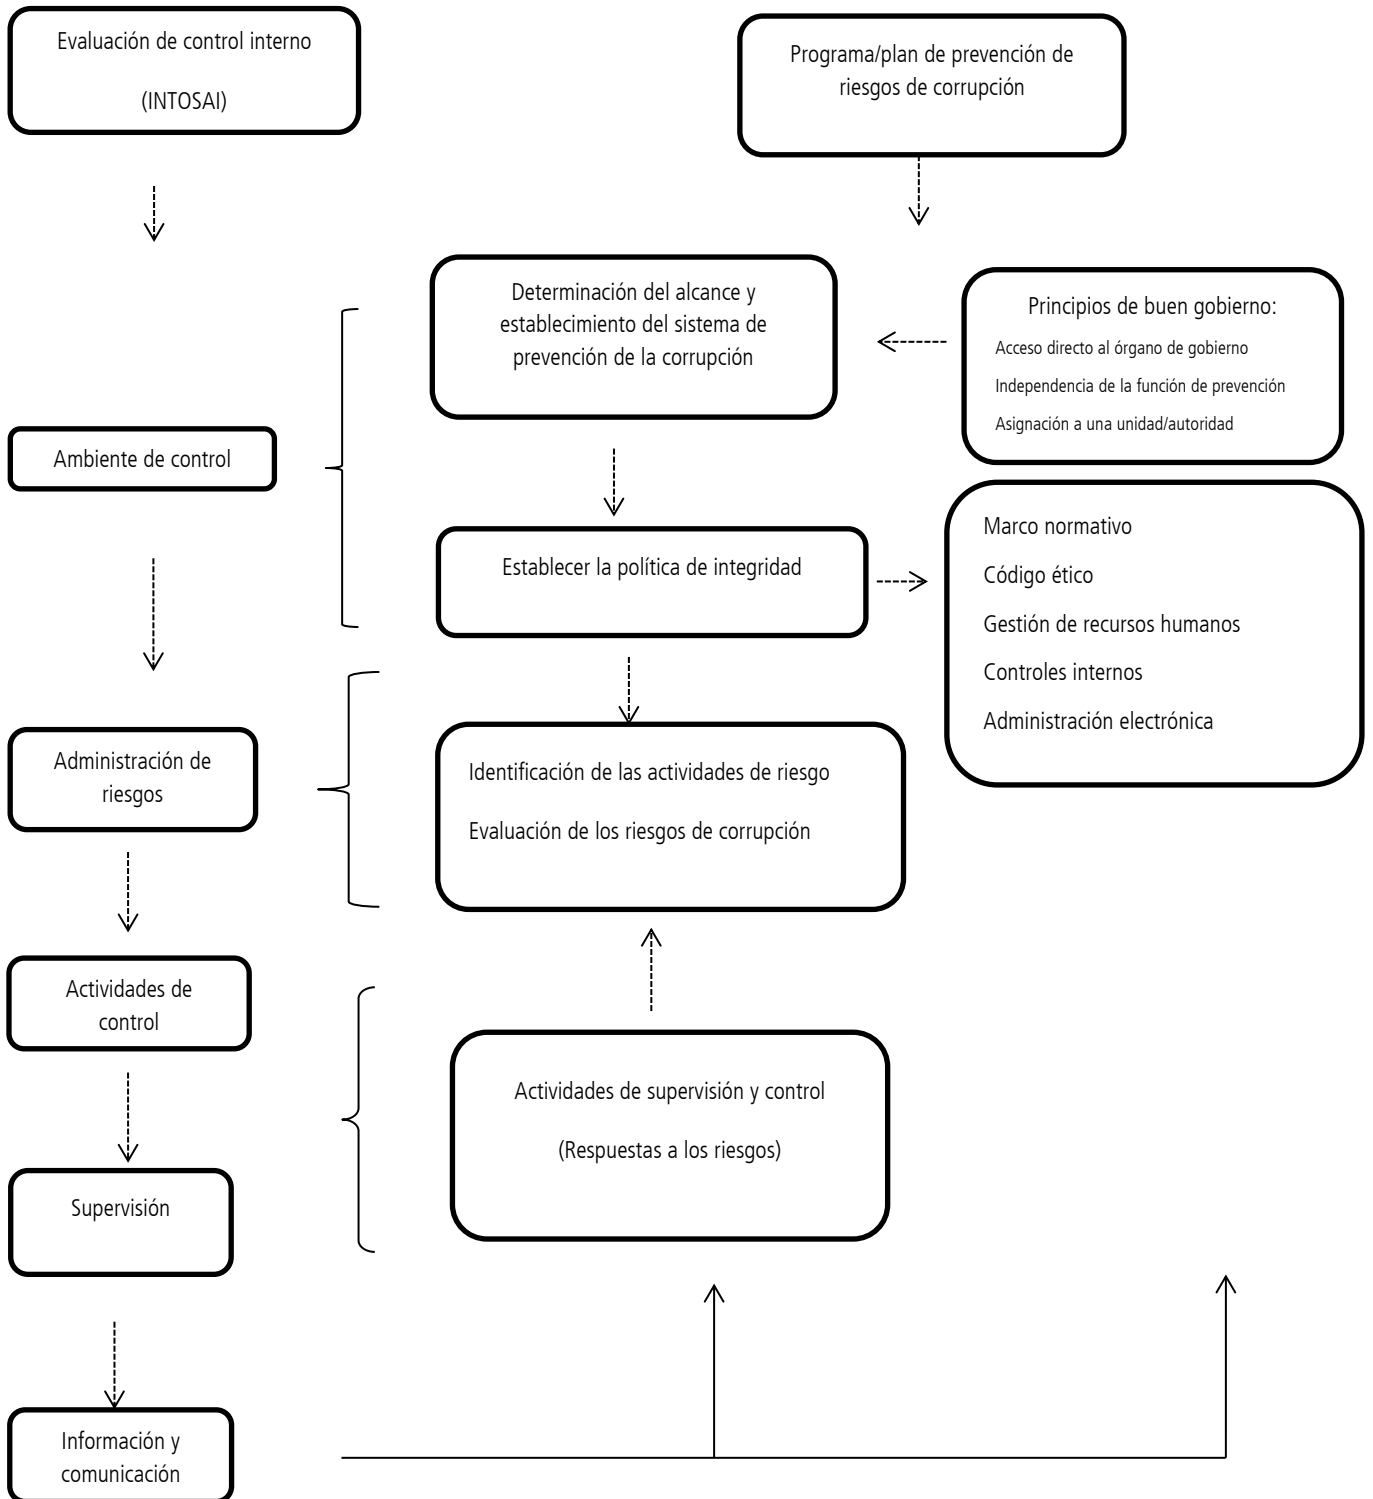 Evaluación de control interno
(INTOSAI)
Programa/plan de prevención de
riesgos de corrupción
Determinación del alcance y
establecimiento del sistema de
prevención de la corrupción
Principios de buen gobierno:
Acceso directo al órgano de gobierno
Independencia de la función de prevención
Asignación a una unidad/autoridad
Ambiente de control
Establecer la política de integridad
Marco normativo
Código ético
Gestión de recursos humanos
Controles internos
Administración electrónica
Administración de
riesgos
Identificación de las actividades de riesgo
Evaluación de los riesgos de corrupción
Actividades de
control
Actividades de supervisión y control
(Respuestas a los riesgos)
Supervisión
Información y
comunicación